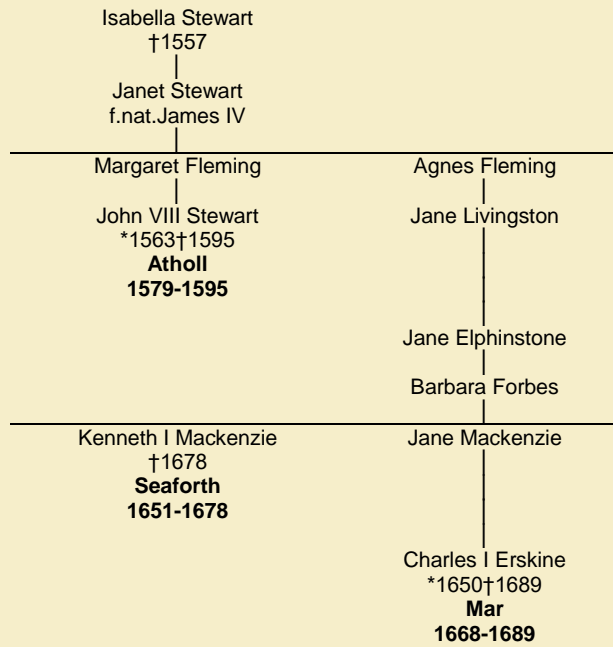 Isabella Stewart
†1557
Janet Stewart
f.nat.James IV
Margaret Fleming
Agnes Fleming
John VIII Stewart
*1563†1595
Atholl
1579-1595
Jane Livingston
Jane Elphinstone
Barbara Forbes
Kenneth I Mackenzie
†1678
Seaforth
1651-1678
Jane Mackenzie
Charles I Erskine
*1650†1689
Mar
1668-1689